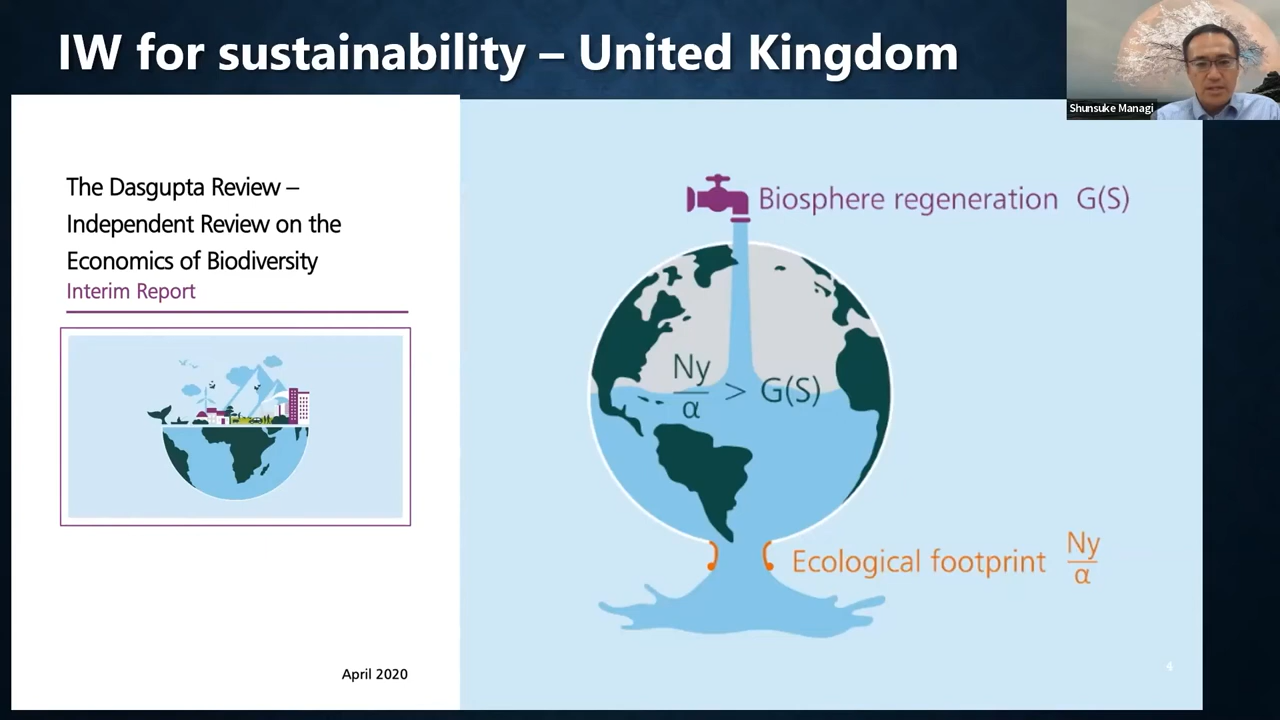 IW for sustainability – United Kingdom
Shunsuke Managi
The Dasgupta Review –
Independent Review on the
Economics of Biodiversity
Interim Report
April 2020
Biosphere regeneration G(S)
Ny
α
> G(S)
Ecological footprint
Ny
α
4